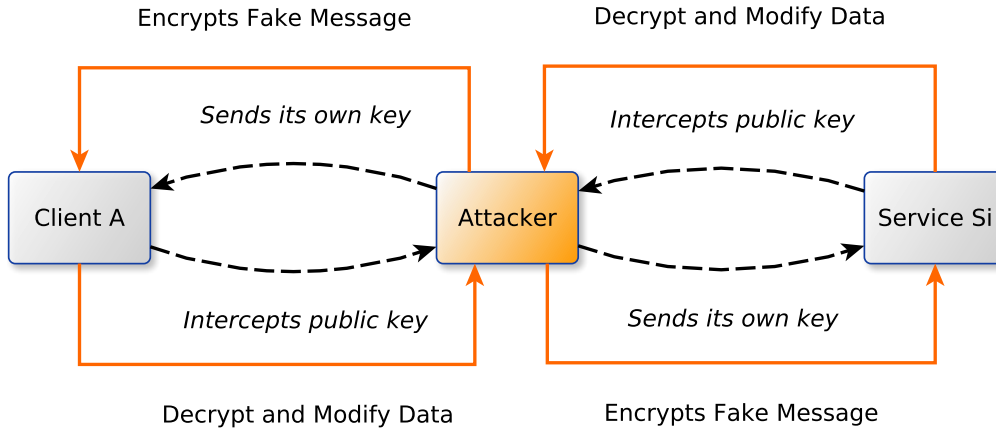 Encrypts Fake Message
Decrypt and Modify Data
Sends its own key
Intercepts public key
Client A
Attacker
Service Si
Intercepts public key
Sends its own key
Decrypt and Modify Data
Encrypts Fake Message